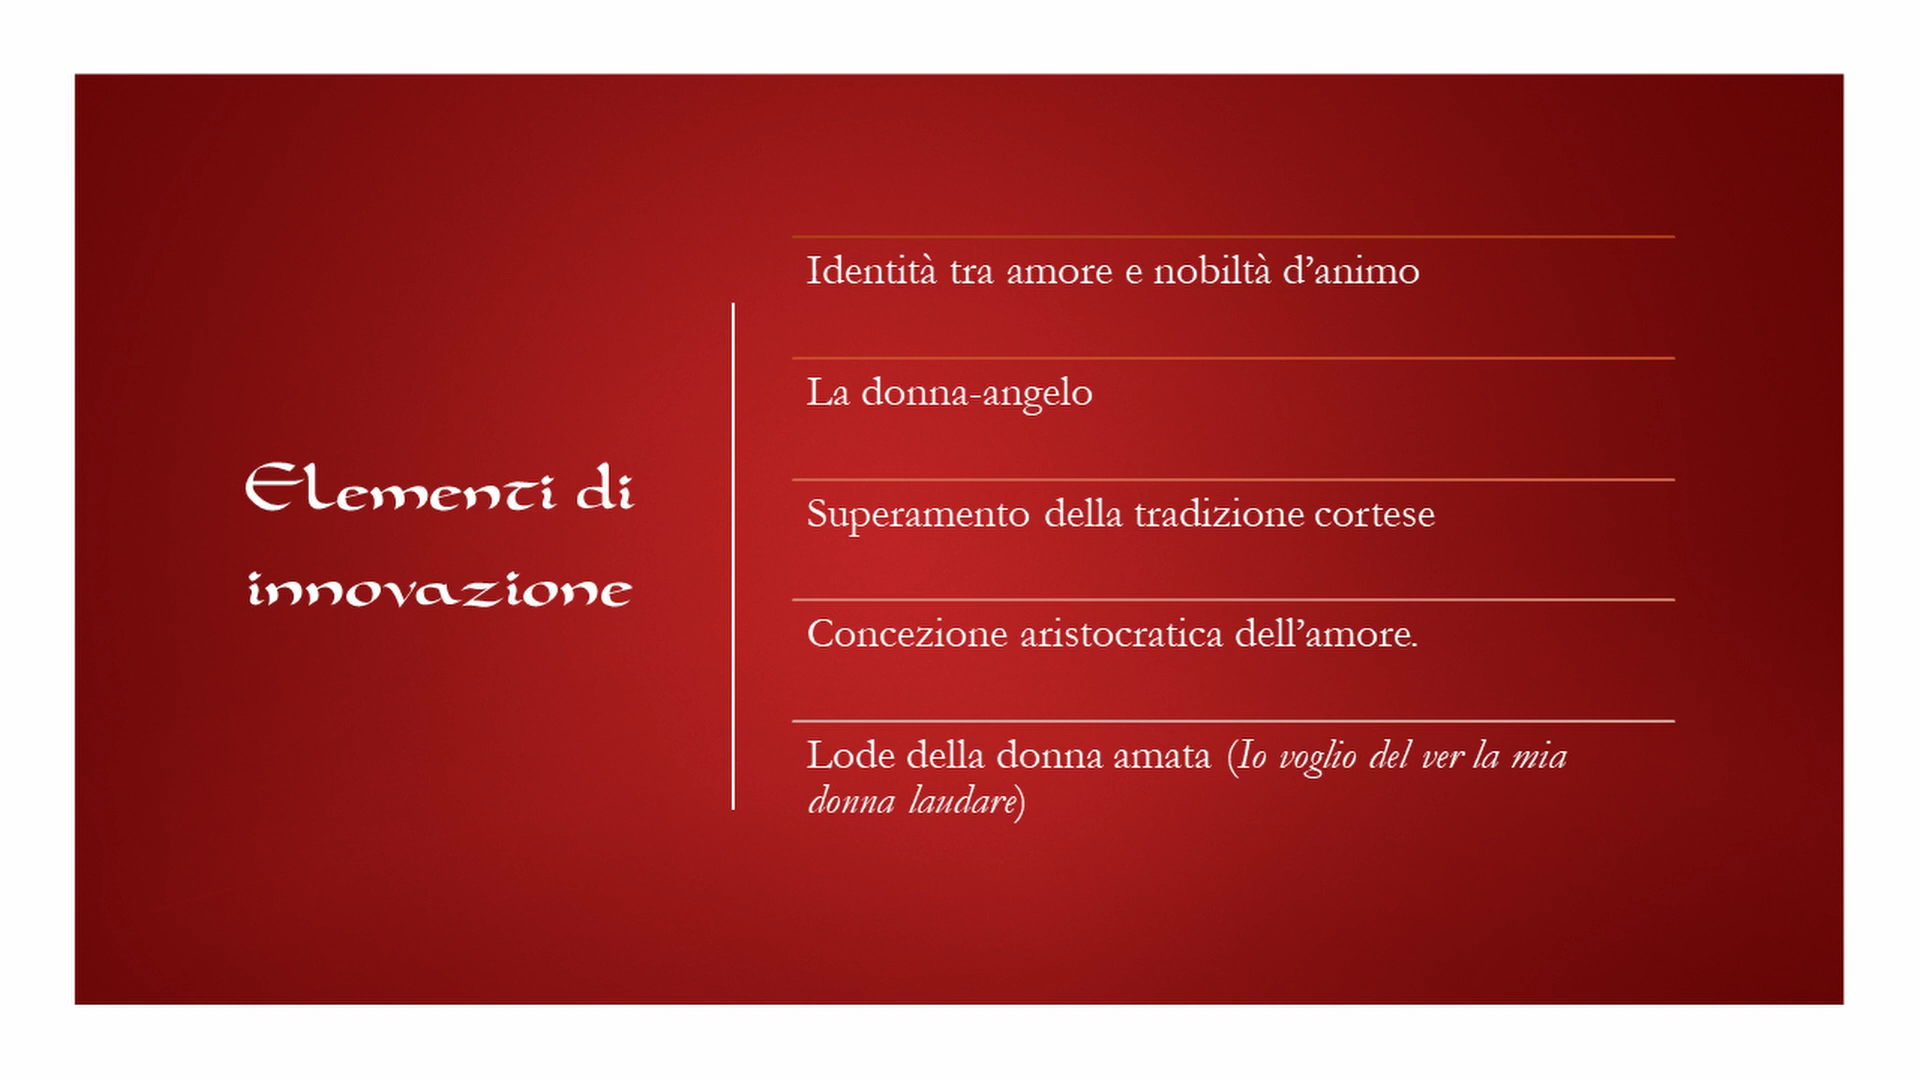 Elementi di
innovazione
Identità tra amore e nobiltà d’animo
La donna-angelo
Superamento della tradizione cortese
Concezione aristocratica dell’amore.
Lode della donna amata (Io voglio del ver la mia
donna laudare)